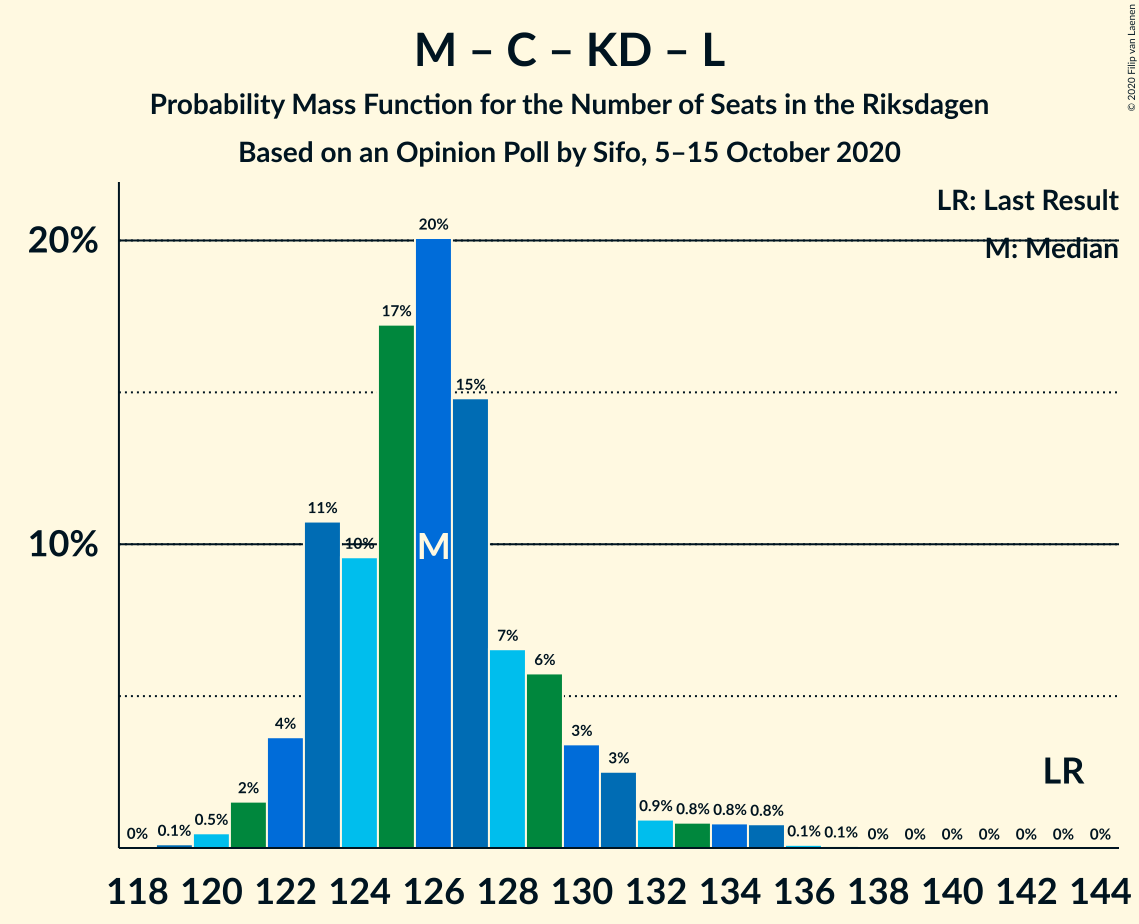 M – C – KD – L
Probability Mass Function for the Number of Seats in the Riksdagen
Based on an Opinion Poll by Sifo, 5–15 October 2020
© 2020 Filip van Laenen
LR: Last Result
M: Median
20%
10%
0% 0.1% 0.5% 2% 4% 11% 10% 17% 20% 15% 7% 6% 3% 3% 0.9% 0.8% 0.8% 0.8% 0.1% 0.1% 0% 0% 0% 0% 0% 0% 0%
M
LR
118 120 122 124 126 128 130 132 134 136 138 140 142 144